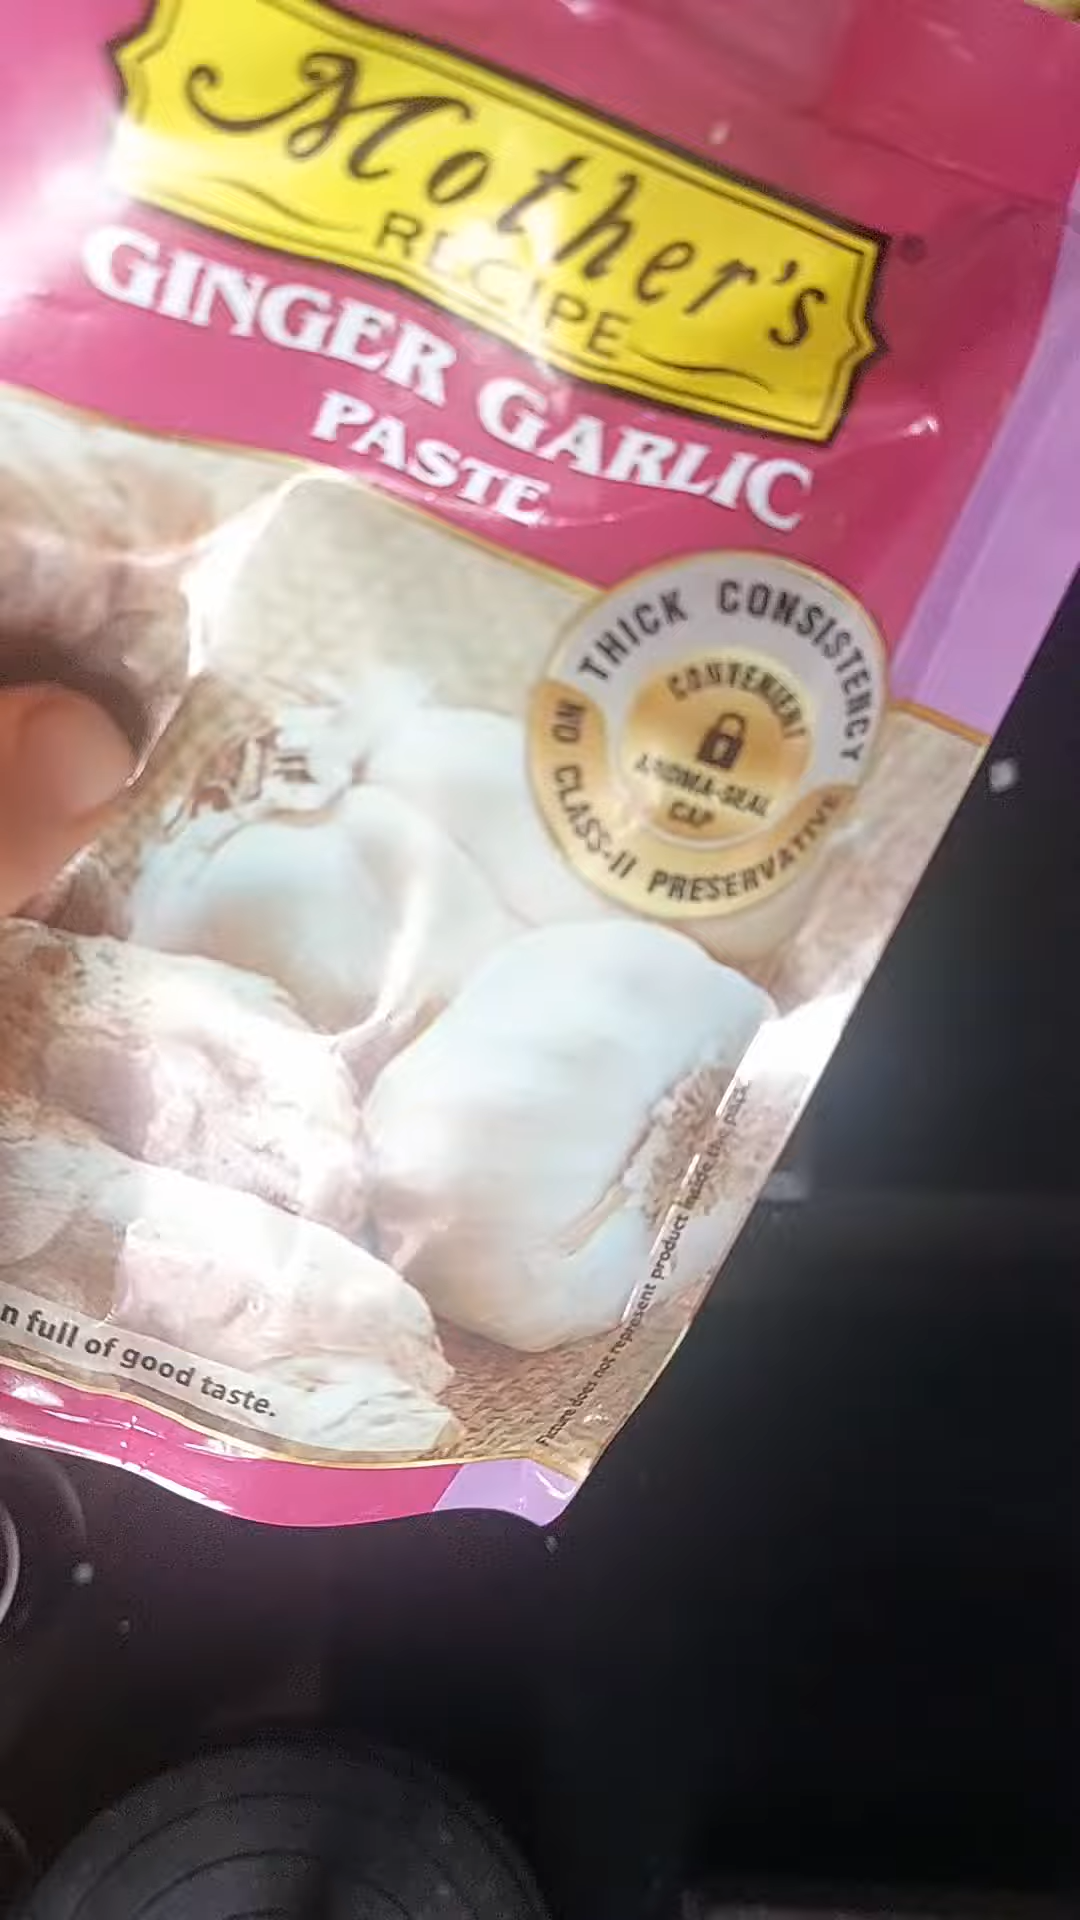 Mother's
RECIPE
®
GINGER GARLIC
PASTE
THICK CONSISTENCY
CONVENIENT
AROMA-SEAL
CAP
NO CLASS-II PRESERVATIVE
Picture does not represent product inside the pack.
n full of good taste.